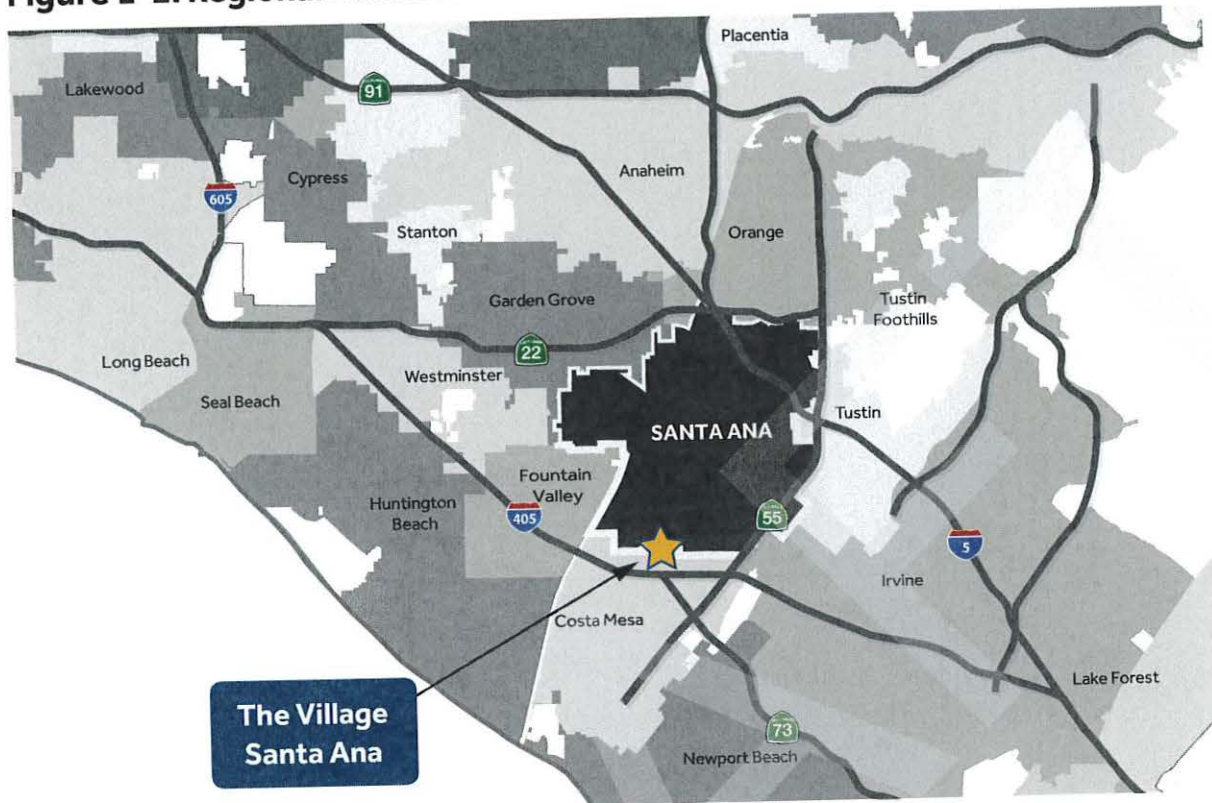 Placentia
Lakewood
91
Anaheim
Cypress
605
Stanton
Orange
Garden Grove
Tustin
Foothills
22
Long Beach
Westminster
Seal Beach
Tustin
SANTA ANA
Fountain
Valley
Huntington
Beach
405
55
5
Irvine
Costa Mesa
Lake Forest
The Village
Santa Ana
73
Newport Beach